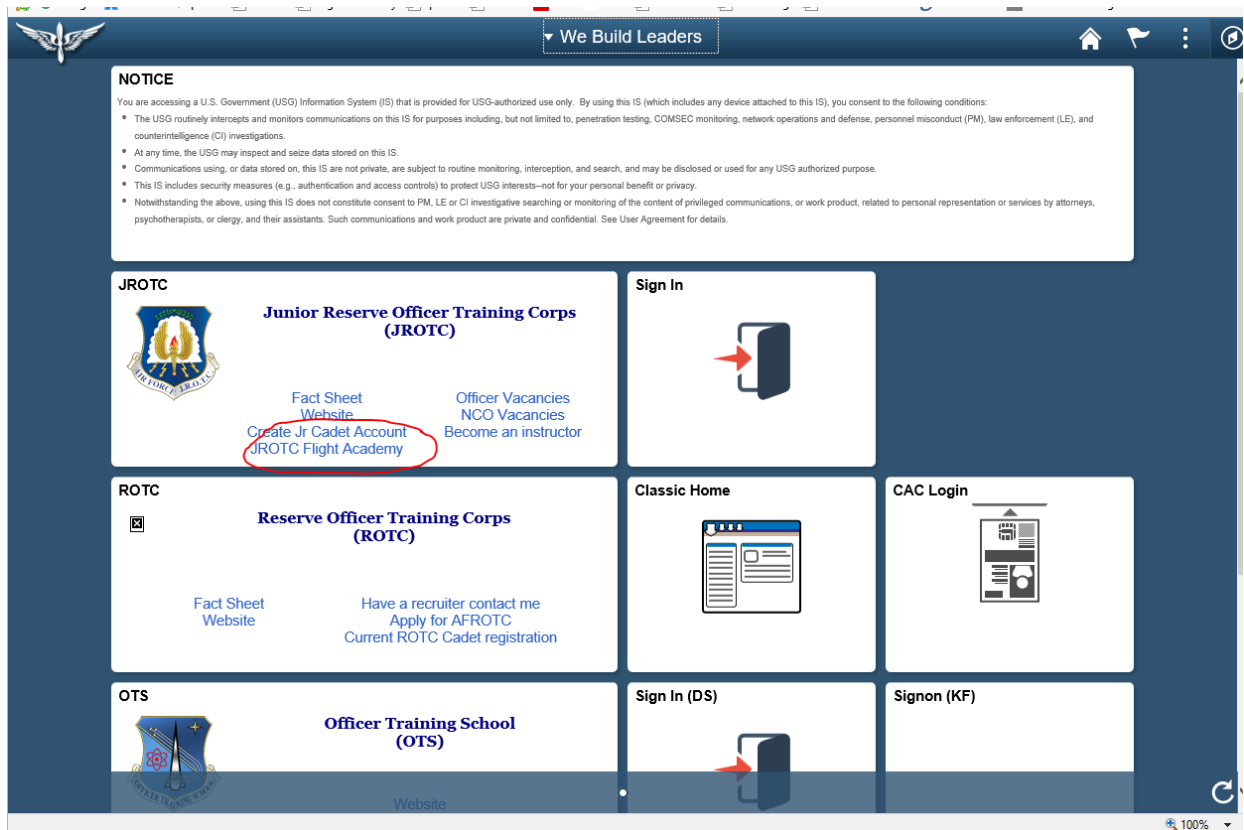 We Build Leaders
NOTICE
You are accessing a U.S. Government (USG) Information System (IS) that is provided for USG-authorized use only. By using this IS (which includes any device attached to this IS), you consent to the following conditions:
• The USG routinely intercepts and monitors communications on this IS for purposes including, but not limited to, penetration testing, COMSEC monitoring, network operations and defense, personnel misconduct (PM), law enforcement (LE), and
counterintelligence (CI) investigations.
• At any time, the USG may inspect and seize data stored on this IS.
• Communications using, or data stored on, this IS are not private, are subject to routine monitoring, interception, and search, and may be disclosed or used for any USG authorized purpose.
• This IS includes security measures (e.g., authentication and access controls) to protect USG interests--not for your personal benefit or privacy.
• Notwithstanding the above, using this IS does not constitute consent to PM, LE or CI investigative searching or monitoring of the content of privileged communications, or work product, related to personal representation or services by attorneys,
psychotherapists, or clergy, and their assistants. Such communications and work product are private and confidential. See User Agreement for details.
JROTC
Junior Reserve Officer Training Corps
(JROTC)
AIR FORCE J.R.O.T.C.
Fact Sheet
Website
Create Jr Cadet Account
JROTC Flight Academy
Officer Vacancies
NCO Vacancies
Become an instructor
Sign In
ROTC
Reserve Officer Training Corps
(ROTC)
Fact Sheet
Website
Have a recruiter contact me
Apply for AFROTC
Current ROTC Cadet registration
Classic Home
CAC Login
OTS
Officer Training School
(OTS)
OFFICER TRAINING SCHOOL
Website
Sign In (DS)
Signon (KF)
100%